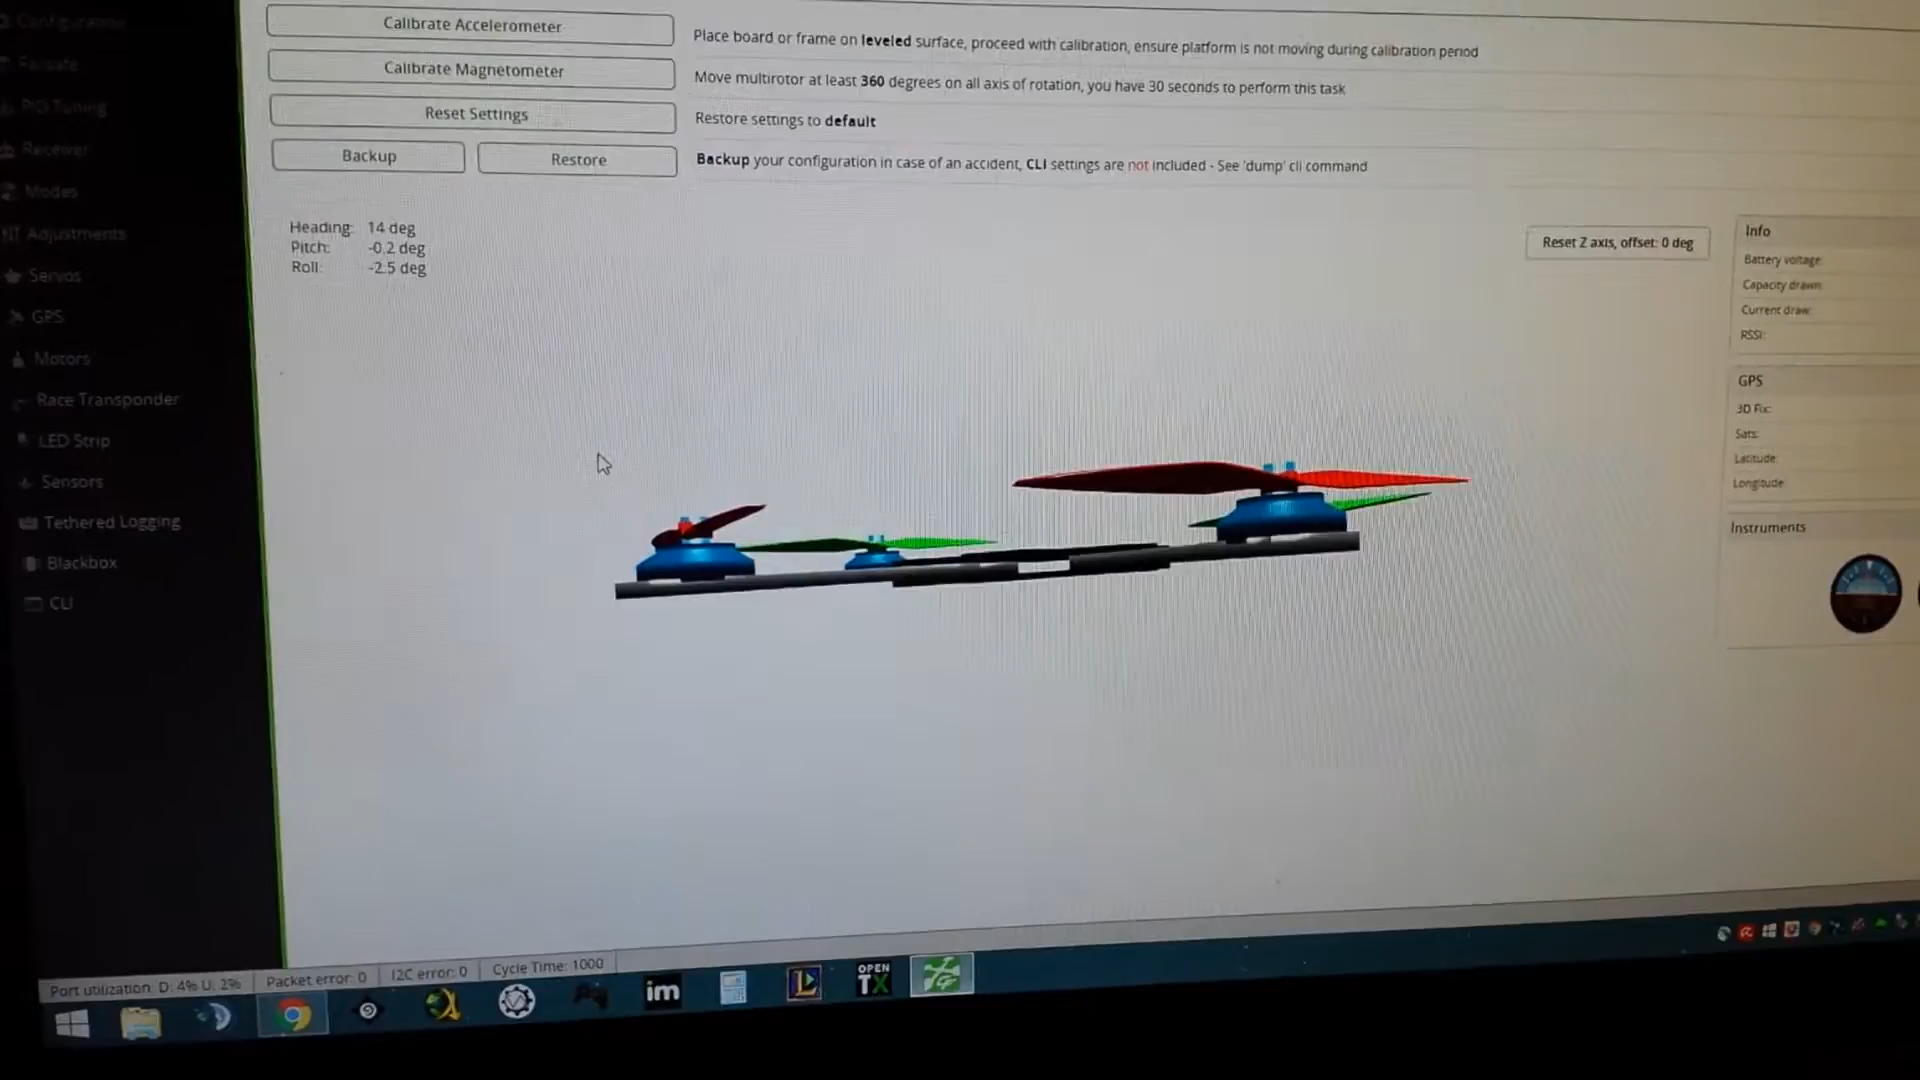 Configuration
Failsafe
PID Tuning
Receiver
Modes
Adjustments
Servos
GPS
Motors
Race Transponder
LED Strip
Sensors
Tethered Logging
Blackbox
CLI
Calibrate Accelerometer
Place board or frame on leveled surface, proceed with calibration, ensure platform is not moving during calibration period
Calibrate Magnetometer
Move multirotor at least 360 degrees on all axis of rotation, you have 30 seconds to perform this task
Reset Settings
Restore settings to default
Backup
Restore
Backup your configuration in case of an accident, CLI settings are not included - See 'dump' cli command
Heading: 14 deg
Pitch: -0.2 deg
Roll: -2.5 deg
Reset Z axis, offset: 0 deg
Info
Battery voltage:
Capacity drawn:
Current draw:
RSSI:
GPS
3D Fix:
Sats:
Latitude:
Longitude:
Instruments
Port utilization: D: 4% U: 2%
Packet error: 0
I2C error: 0
Cycle Time: 1000
im
OPEN
TX